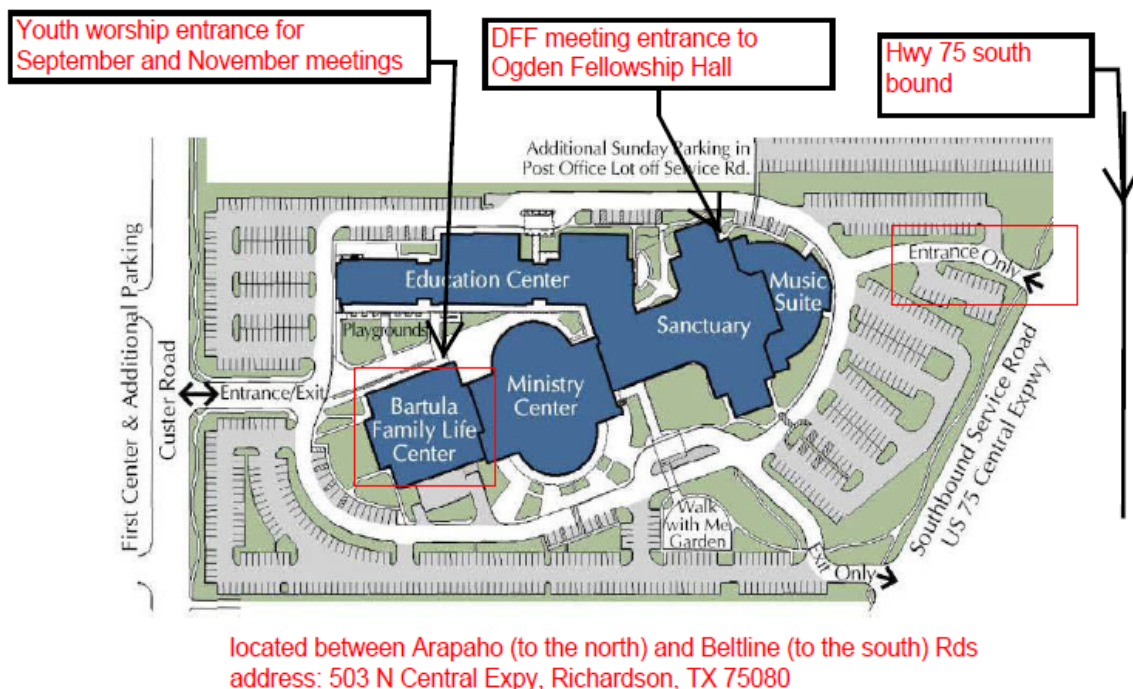 Youth worship entrance for
September and November meetings
DFF meeting entrance to
Ogden Fellowship Hall
Hwy 75 south
bound
Additional Sunday Parking in
Post Office Lot off Service Rd.
First Center & Additional Parking
Custer Road
Entrance/Exit
Education Center
Playgrounds
Bartula
Family Life
Center
Ministry
Center
Sanctuary
Music
Suite
Entrance Only
Walk
with Me
Garden
Exit Only
Southbound Service Road
US 75 Central Expwy
located between Arapaho (to the north) and Beltline (to the south) Rds
address: 503 N Central Expy, Richardson, TX 75080